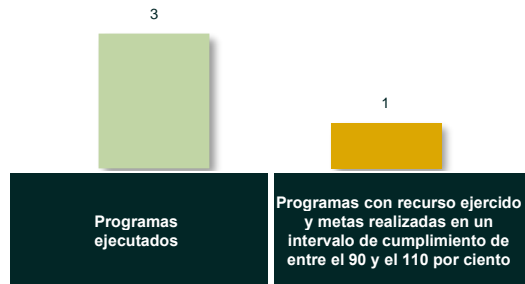 3
1
Programas
ejecutados
Programas con recurso ejercido
y metas realizadas en un
intervalo de cumplimiento de
entre el 90 y el 110 por ciento